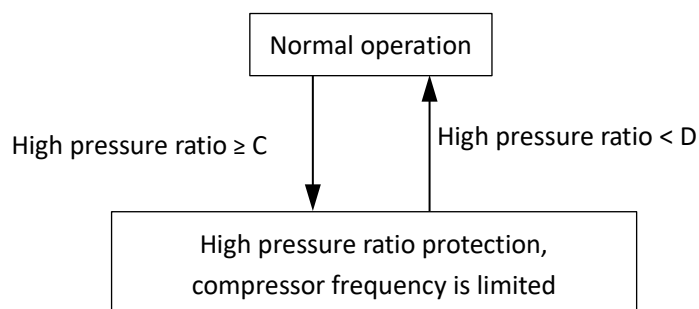 Normal operation
High pressure ratio ≥ C
High pressure ratio < D
High pressure ratio protection,
compressor frequency is limited